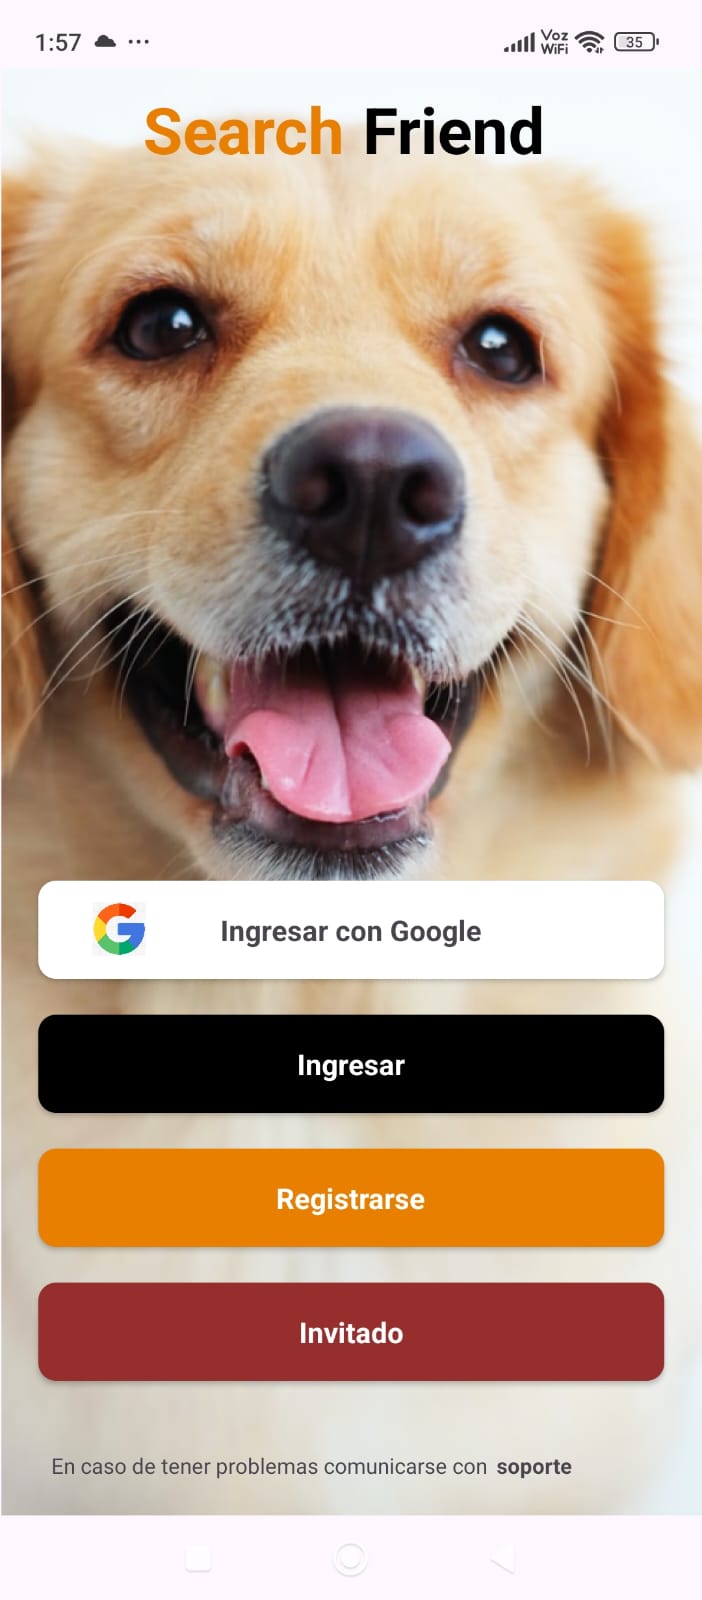 1:57 ... Voz WiFi 35
Search Friend
Ingresar con Google
Ingresar
Registrarse
Invitado
En caso de tener problemas comunicarse con soporte